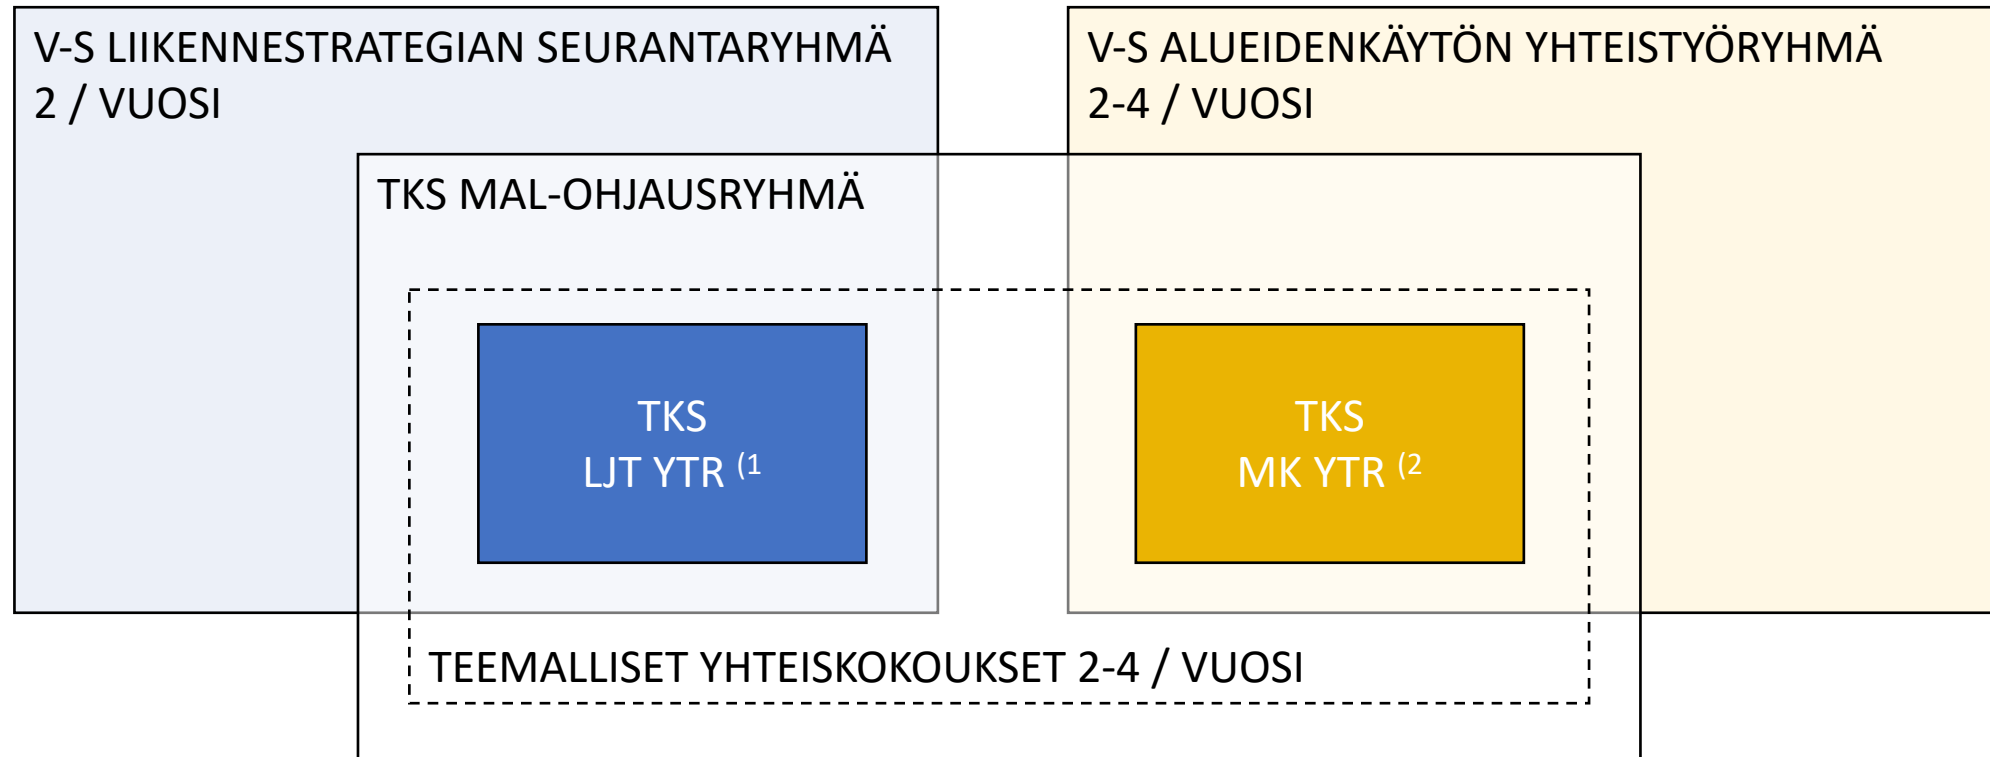 V-S LIIKENNESTRATEGIAN SEURANTARYHMÄ
2 / VUOSI
V-S ALUEIDENKÄYTÖN YHTEISTYÖRYHMÄ
2-4 / VUOSI
TKS MAL-OHJAUSRYHMÄ
TKS
LJT YTR (1
TKS
MK YTR (2
TEEMALLISET YHTEISKOKOUKSET 2-4 / VUOSI